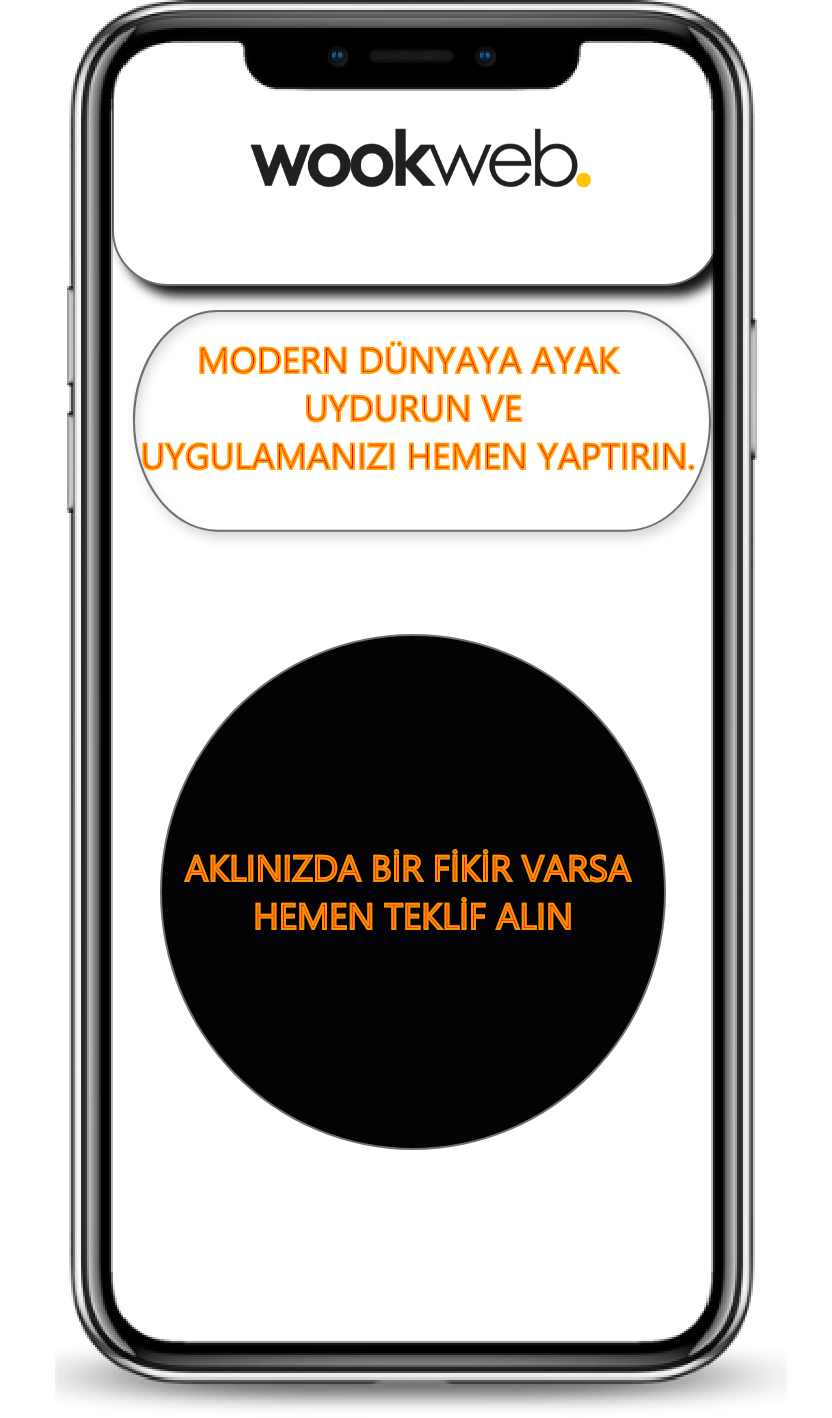 wookweb.
MODERN DÜNYAYA AYAK
UYDURUN VE
UYGULAMANIZI HEMEN YAPTIRIN.
AKLINIZDA BİR FİKİR VARSA
HEMEN TEKLİF ALIN